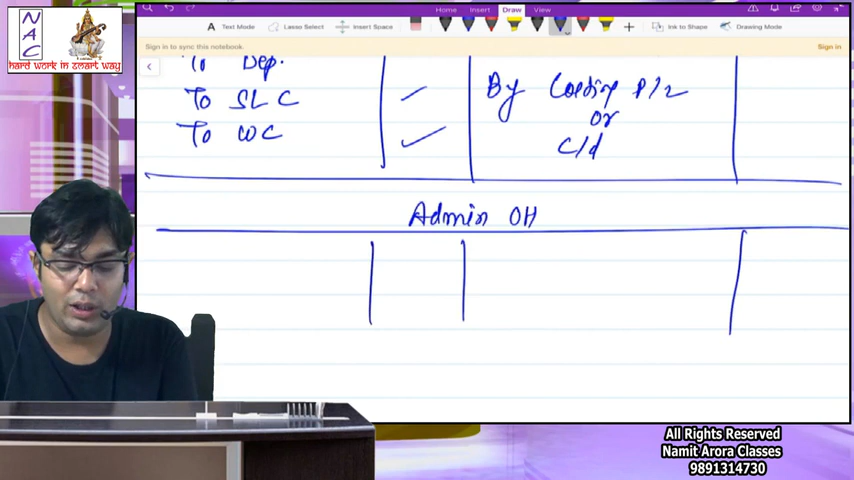 NAC
hard work in smart way
Home Insert Draw View
Text Mode Lasso Select Insert Space Ink to Shape Drawing Mode
Sign in to sync this notebook. Sign in
To Dep.
To SLC
To WC
By Costing P/L
or
C/d
Admin OH
All Rights Reserved
Namit Arora Classes
9891314730